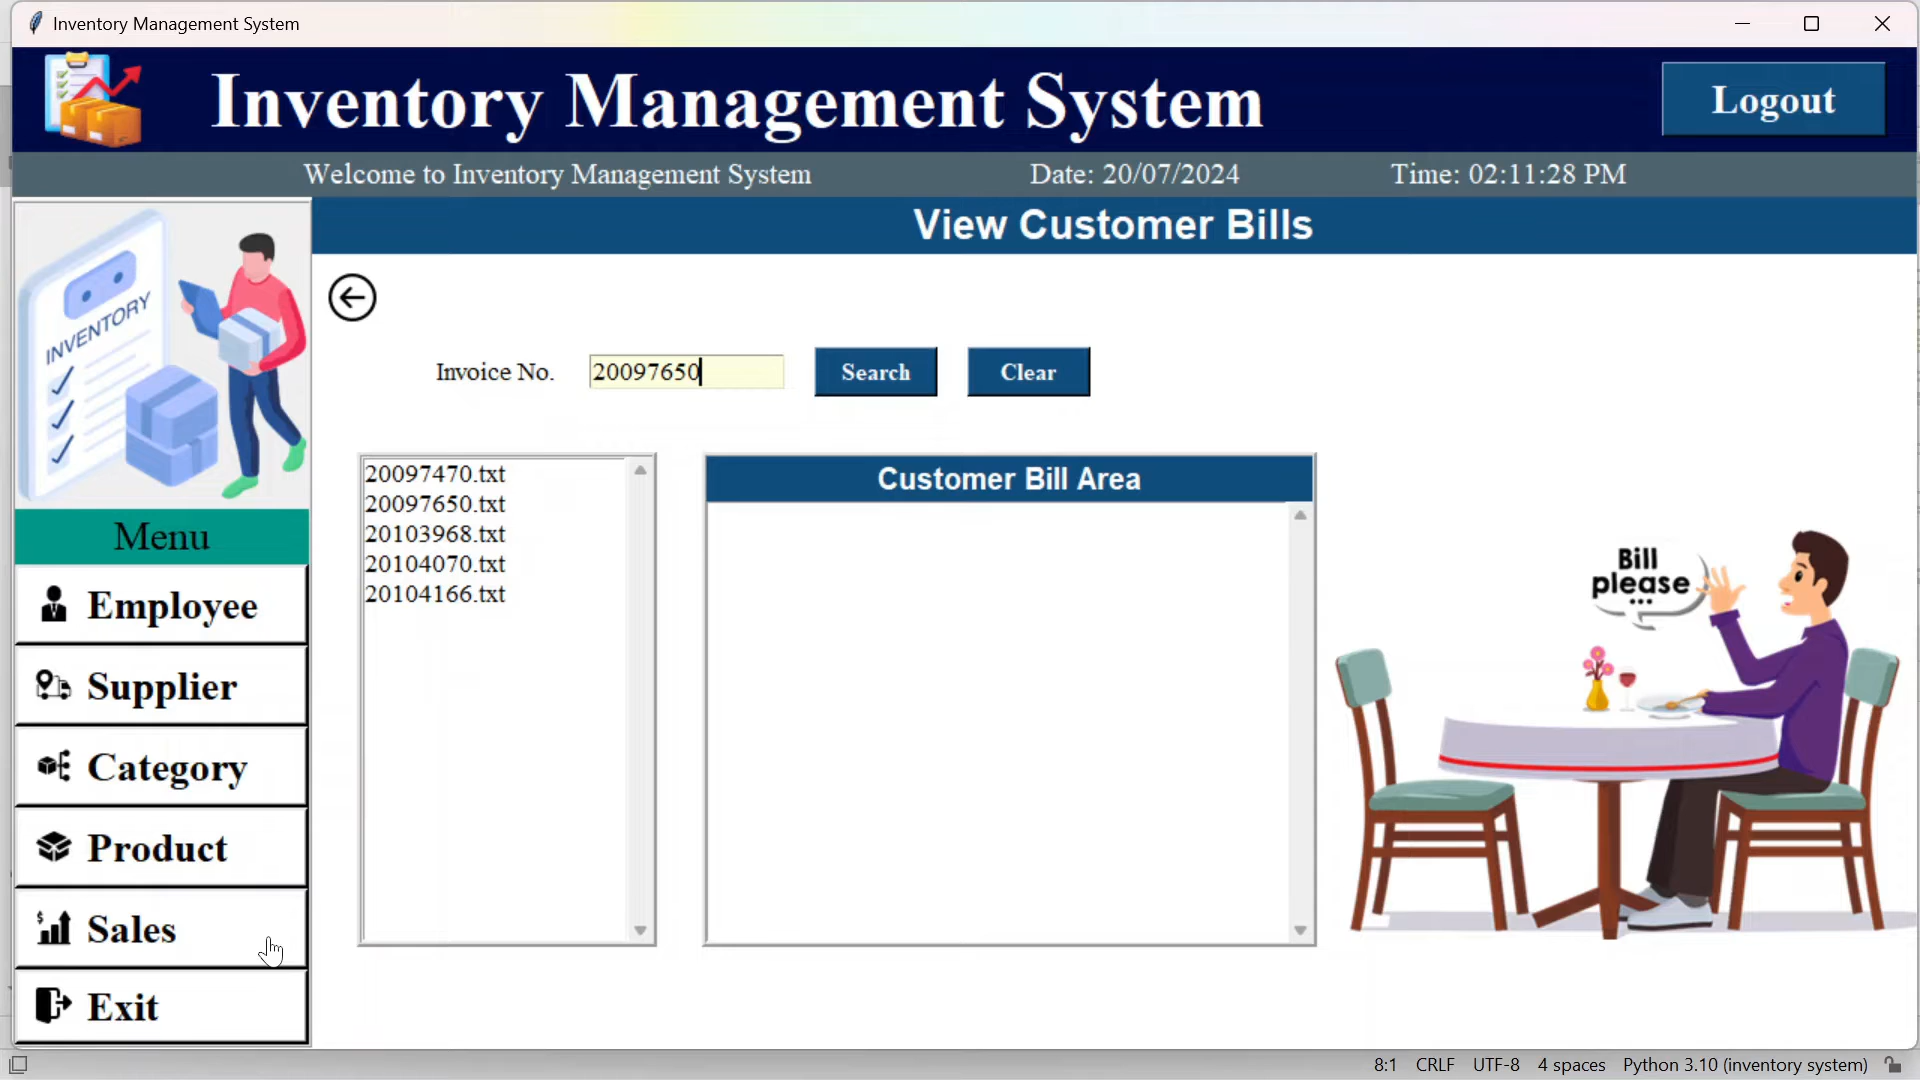 Inventory Management System
Inventory Management System
Logout
Welcome to Inventory Management System
Date: 20/07/2024
Time: 02:11:28 PM
View Customer Bills
INVENTORY
Menu
Employee
Supplier
Category
Product
Sales
Exit
Invoice No.
20097650
Search
Clear
20097470.txt
20097650.txt
20103968.txt
20104070.txt
20104166.txt
Customer Bill Area
Bill
please
...
8:1
CRLF
UTF-8
4 spaces
Python 3.10 (inventory system)